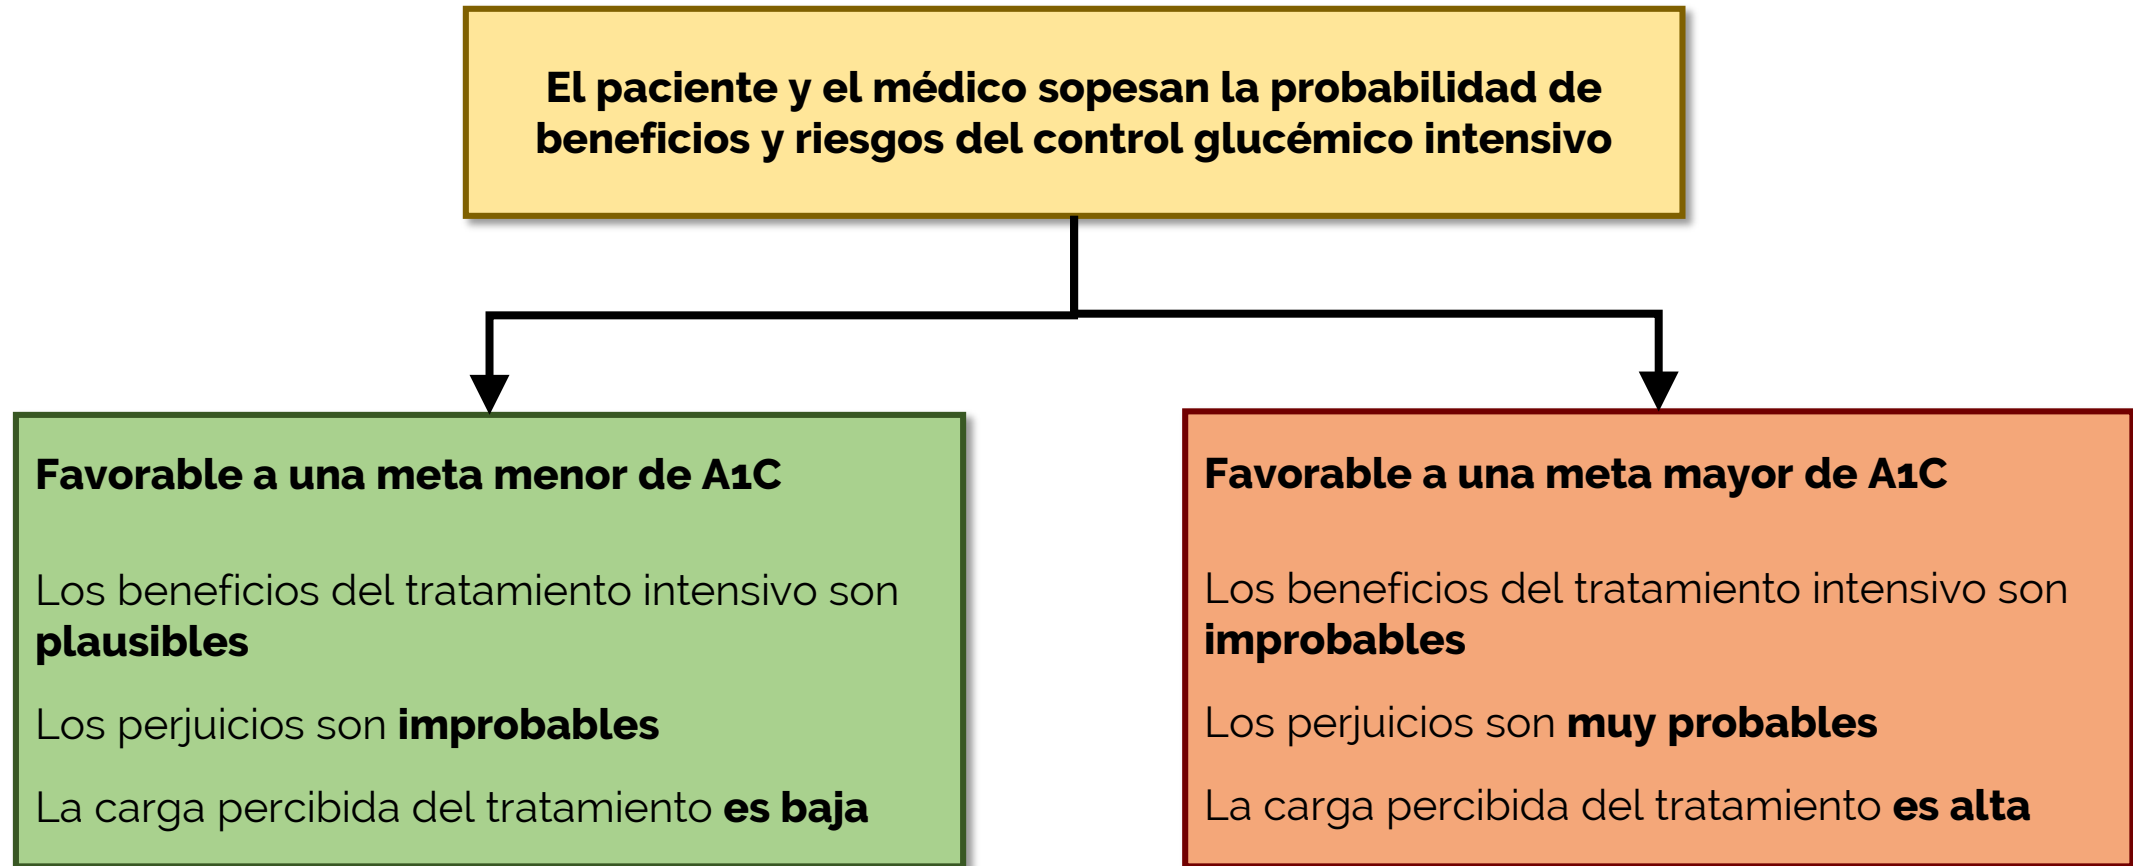 El paciente y el médico sopesan la probabilidad de
beneficios y riesgos del control glucémico intensivo
Favorable a una meta menor de A1C
Los beneficios del tratamiento intensivo son
plausibles
Los perjuicios son improbables
La carga percibida del tratamiento es baja
Favorable a una meta mayor de A1C
Los beneficios del tratamiento intensivo son
improbables
Los perjuicios son muy probables
La carga percibida del tratamiento es alta